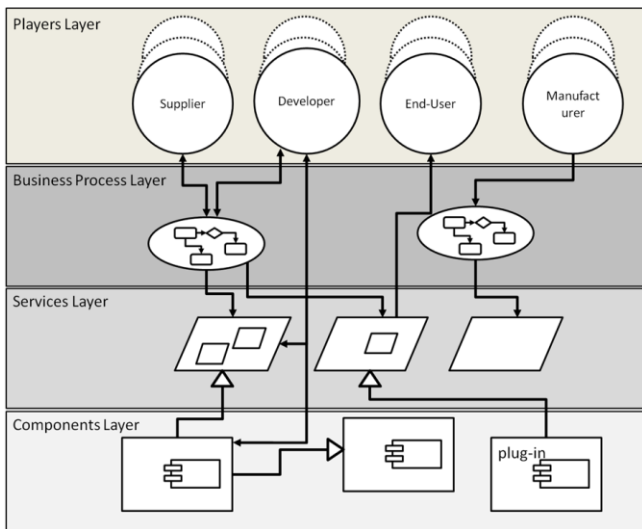 Players Layer
Supplier
Developer
End-User
Manufact
urer
Business Process Layer
Services Layer
Components Layer
plug-in